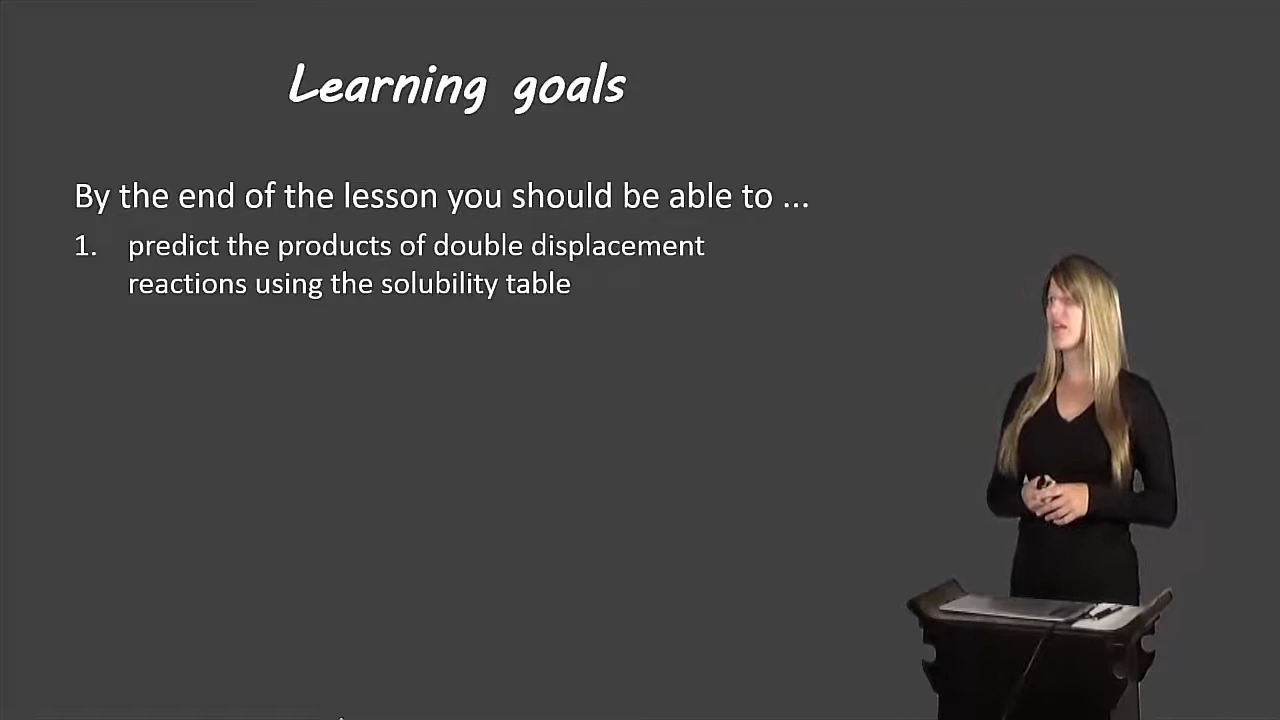 Learning goals
By the end of the lesson you should be able to ...
1. predict the products of double displacement
reactions using the solubility table